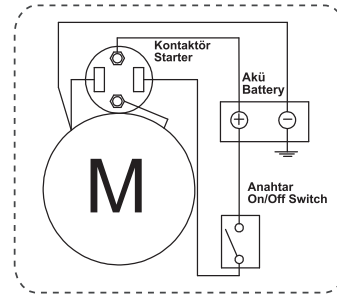 Kontaktör
Starter
Akü
Battery
+
−
Anahtar
On/Off Switch
M